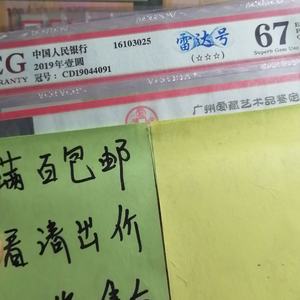 EG
中国人民银行
16103025
雷达号
67
2019年壹圆
(☆☆☆)
Superb Gem Unc
冠号:CD19044091
广州爱藏艺术品鉴定
满百包邮
看清出价